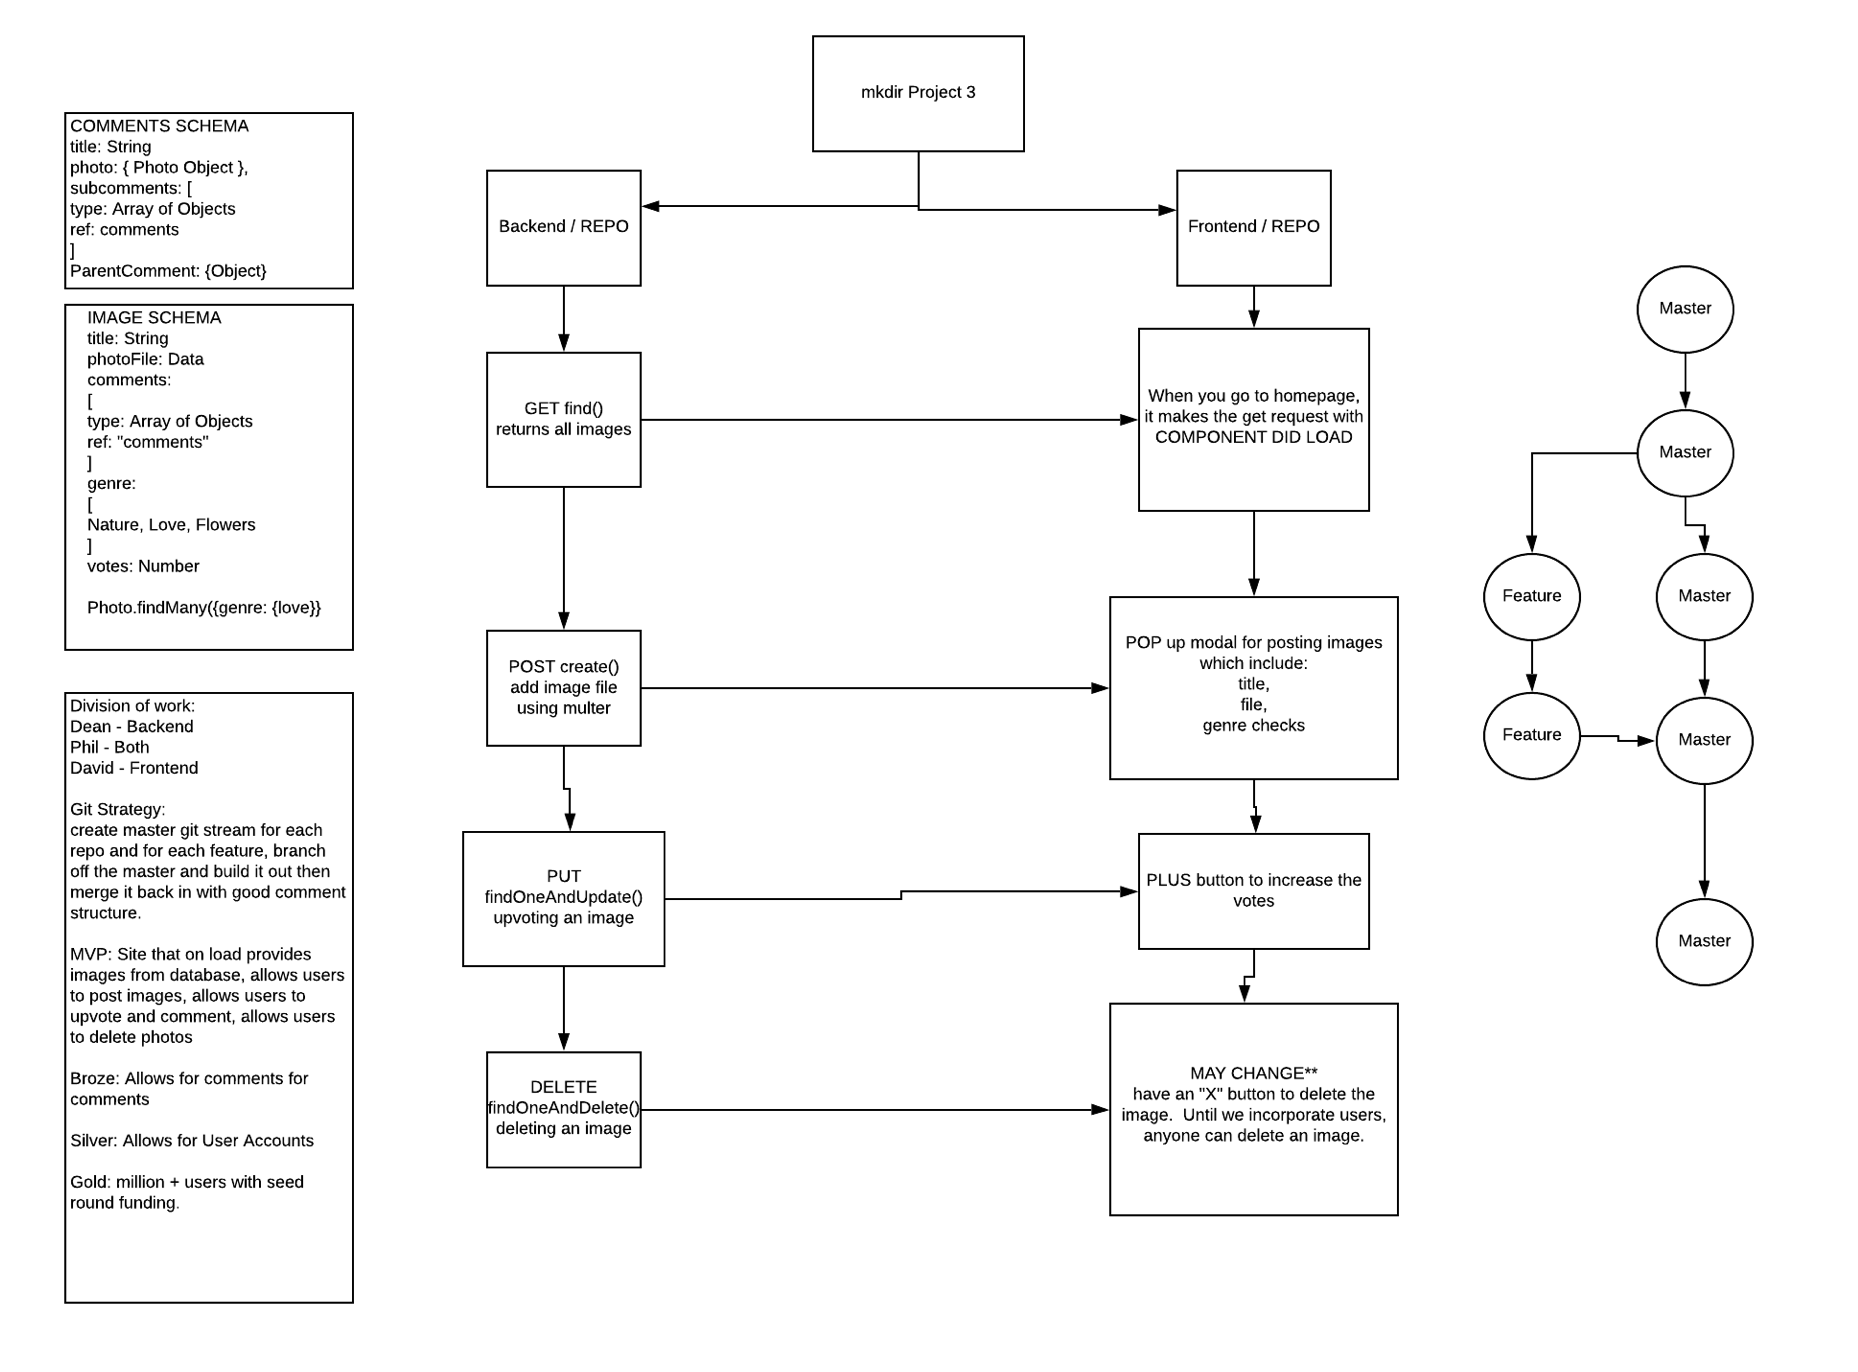 mkdir Project 3
COMMENTS SCHEMA
title: String
photo: { Photo Object },
subcomments: [
type: Array of Objects
ref: comments
]
ParentComment: {Object}
IMAGE SCHEMA
title: String
photoFile: Data
comments:
[
type: Array of Objects
ref: "comments"
]
genre:
[
Nature, Love, Flowers
]
votes: Number
Photo.findMany({genre: {love}}
Division of work:
Dean - Backend
Phil - Both
David - Frontend
Git Strategy:
create master git stream for each
repo and for each feature, branch
off the master and build it out then
merge it back in with good comment
structure.
MVP: Site that on load provides
images from database, allows users
to post images, allows users to
upvote and comment, allows users
to delete photos
Broze: Allows for comments for
comments
Silver: Allows for User Accounts
Gold: million + users with seed
round funding.
Backend / REPO
GET find()
returns all images
POST create()
add image file
using multer
PUT
findOneAndUpdate()
upvoting an image
DELETE
findOneAndDelete()
deleting an image
Frontend / REPO
When you go to homepage,
it makes the get request with
COMPONENT DID LOAD
POP up modal for posting images
which include:
title,
file,
genre checks
PLUS button to increase the
votes
MAY CHANGE**
have an "X" button to delete the
image.  Until we incorporate users,
anyone can delete an image.
Master
Master
Feature
Master
Feature
Master
Master